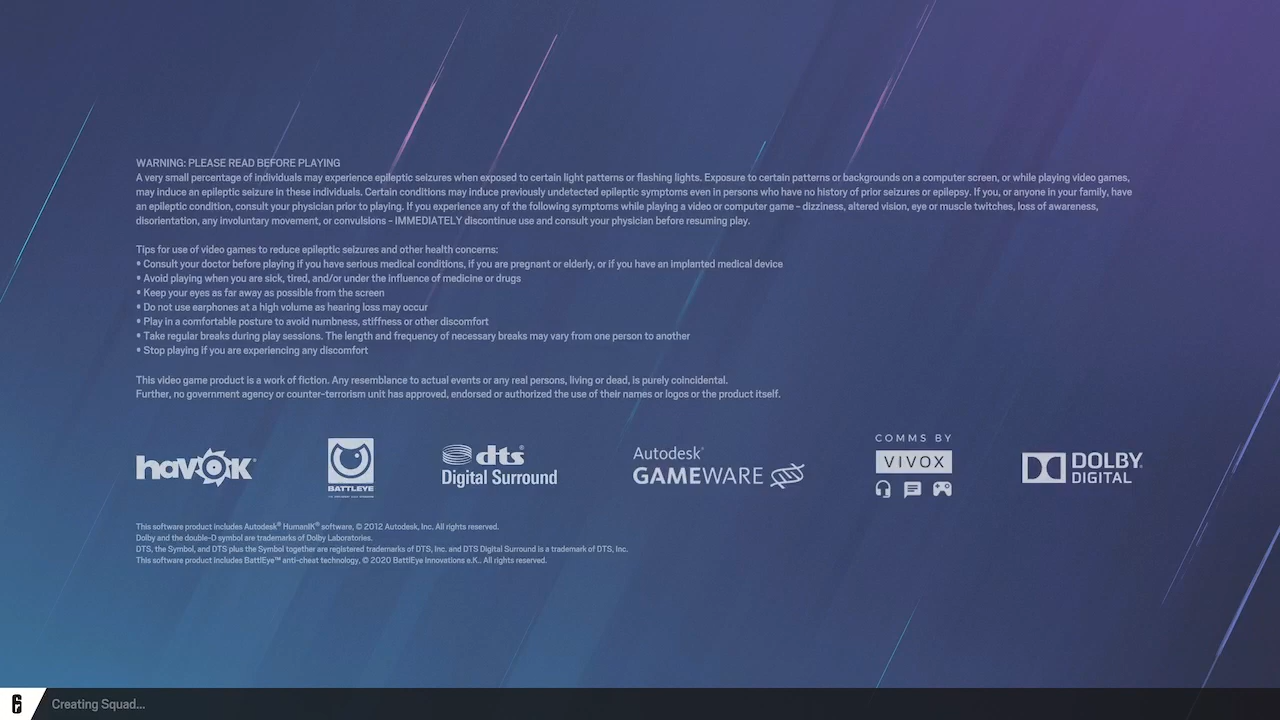 WARNING: PLEASE READ BEFORE PLAYING
A very small percentage of individuals may experience epileptic seizures when exposed to certain light patterns or flashing lights. Exposure to certain patterns or backgrounds on a computer screen, or while playing video games,
may induce an epileptic seizure in these individuals. Certain conditions may induce previously undetected epileptic symptoms even in persons who have no history of prior seizures or epilepsy. If you, or anyone in your family, have
an epileptic condition, consult your physician prior to playing. If you experience any of the following symptoms while playing a video or computer game - dizziness, altered vision, eye or muscle twitches, loss of awareness,
disorientation, any involuntary movement, or convulsions - IMMEDIATELY discontinue use and consult your physician before resuming play.
Tips for use of video games to reduce epileptic seizures and other health concerns:
• Consult your doctor before playing if you have serious medical conditions, if you are pregnant or elderly, or if you have an implanted medical device
• Avoid playing when you are sick, tired, and/or under the influence of medicine or drugs
• Keep your eyes as far away as possible from the screen
• Do not use earphones at a high volume as hearing loss may occur
• Play in a comfortable posture to avoid numbness, stiffness or other discomfort
• Take regular breaks during play sessions. The length and frequency of necessary breaks may vary from one person to another
• Stop playing if you are experiencing any discomfort
This video game product is a work of fiction. Any resemblance to actual events or any real persons, living or dead, is purely coincidental.
Further, no government agency or counter-terrorism unit has approved, endorsed or authorized the use of their names or logos or the product itself.
havok®
BATTLEYE
dts®
Digital Surround
Autodesk®
GAMEWARE
COMMS BY
VIVOX
DOLBY®
DIGITAL
This software product includes Autodesk® HumanIK® software, © 2012 Autodesk, Inc. All rights reserved.
Dolby and the double-D symbol are trademarks of Dolby Laboratories.
DTS, the Symbol, and DTS plus the Symbol together are registered trademarks of DTS, Inc. and DTS Digital Surround is a trademark of DTS, Inc.
This software product includes BattlEye™ anti-cheat technology, © 2020 BattlEye Innovations e.K.. All rights reserved.
Creating Squad...